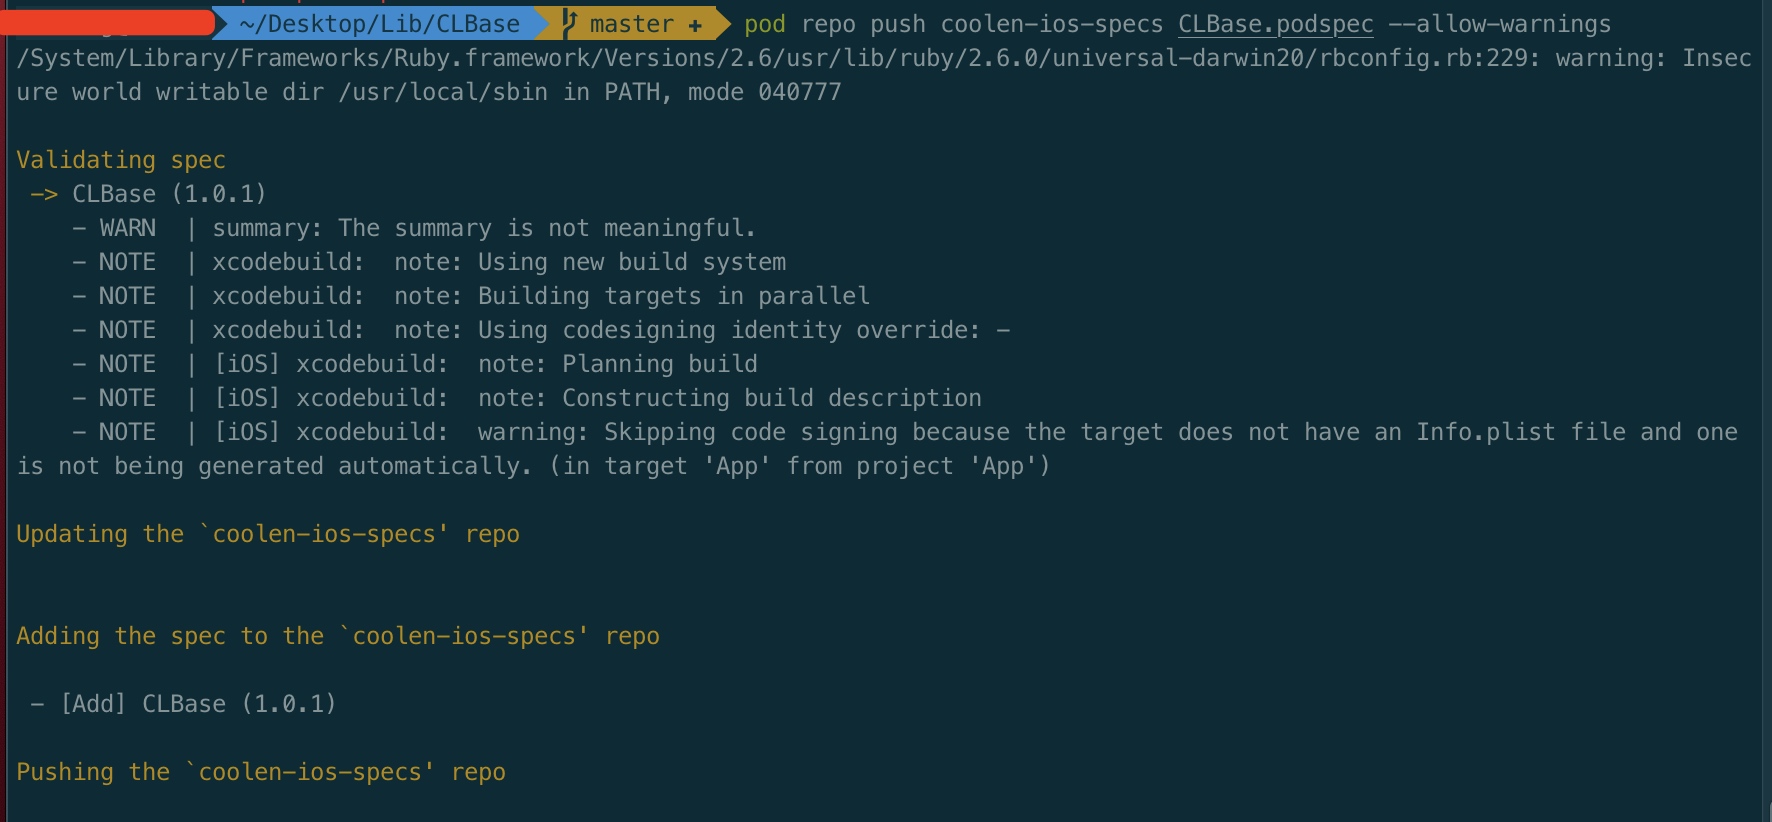 ~/Desktop/Lib/CLBase master + pod repo push coolen-ios-specs CLBase.podspec --allow-warnings
/System/Library/Frameworks/Ruby.framework/Versions/2.6/usr/lib/ruby/2.6.0/universal-darwin20/rbconfig.rb:229: warning: Insec
ure world writable dir /usr/local/sbin in PATH, mode 040777
Validating spec
-> CLBase (1.0.1)
- WARN | summary: The summary is not meaningful.
- NOTE | xcodebuild: note: Using new build system
- NOTE | xcodebuild: note: Building targets in parallel
- NOTE | xcodebuild: note: Using codesigning identity override: -
- NOTE | [iOS] xcodebuild: note: Planning build
- NOTE | [iOS] xcodebuild: note: Constructing build description
- NOTE | [iOS] xcodebuild: warning: Skipping code signing because the target does not have an Info.plist file and one
is not being generated automatically. (in target 'App' from project 'App')
Updating the `coolen-ios-specs' repo
Adding the spec to the `coolen-ios-specs' repo
- [Add] CLBase (1.0.1)
Pushing the `coolen-ios-specs' repo